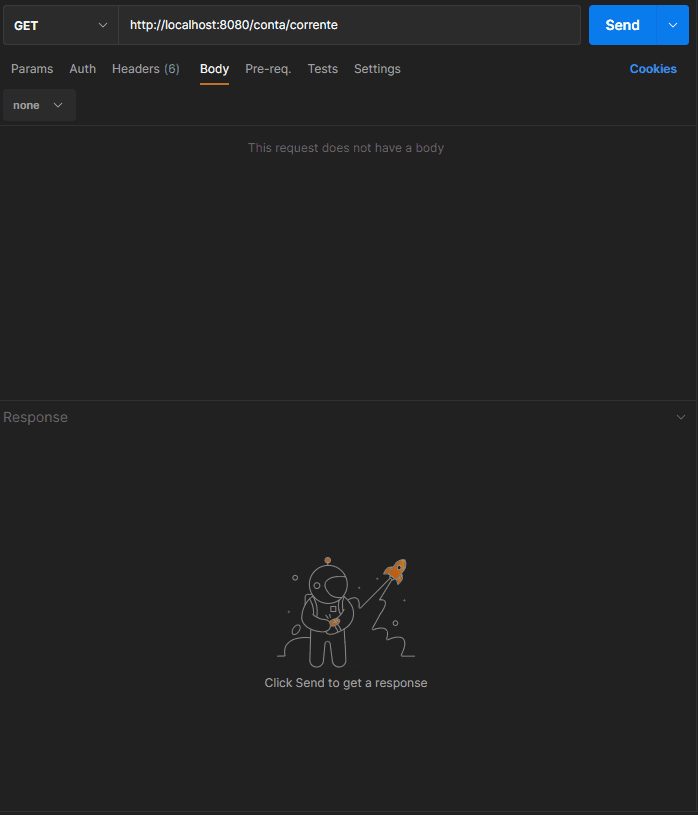 GET http://localhost:8080/conta/corrente Send
Params Auth Headers (6) Body Pre-req. Tests Settings Cookies
none
This request does not have a body
Response
Click Send to get a response